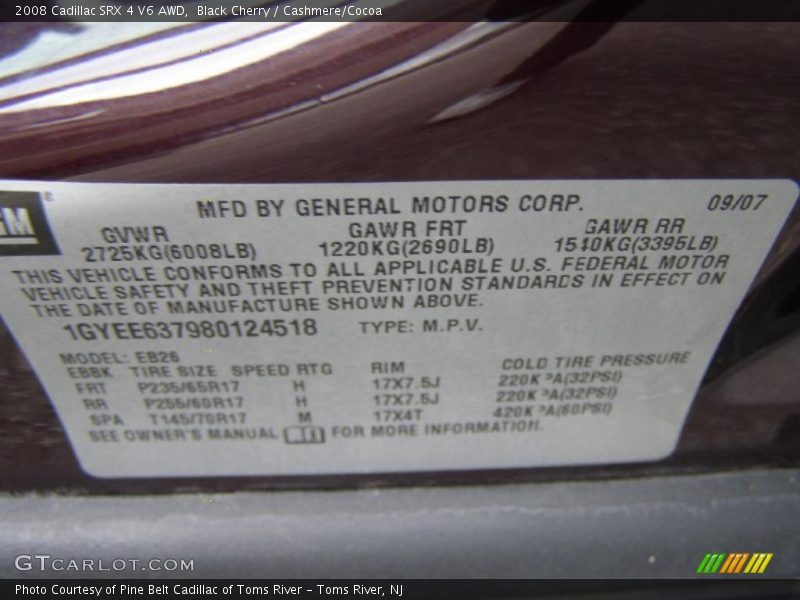 2008 Cadillac SRX 4 V6 AWD, Black Cherry / Cashmere/Cocoa
GM
MFD BY GENERAL MOTORS CORP. 09/07
GVWR GAWR FRT GAWR RR
2725KG(6008LB) 1220KG(2690LB) 1540KG(3395LB)
THIS VEHICLE CONFORMS TO ALL APPLICABLE U.S. FEDERAL MOTOR
VEHICLE SAFETY AND THEFT PREVENTION STANDARDS IN EFFECT ON
THE DATE OF MANUFACTURE SHOWN ABOVE.
1GYEE637980124518 TYPE: M.P.V.
MODEL: EB26
EBBK TIRE SIZE SPEED RTG RIM COLD TIRE PRESSURE
FRT P235/65R17 H 17X7.5J 220KPA(32PSI)
RR P255/60R17 H 17X7.5J 220KPA(32PSI)
SPA T145/70R17 M 17X4T 420KPA(60PSI)
SEE OWNER'S MANUAL FOR MORE INFORMATION.
GTCARLOT.COM
Photo Courtesy of Pine Belt Cadillac of Toms River – Toms River, NJ